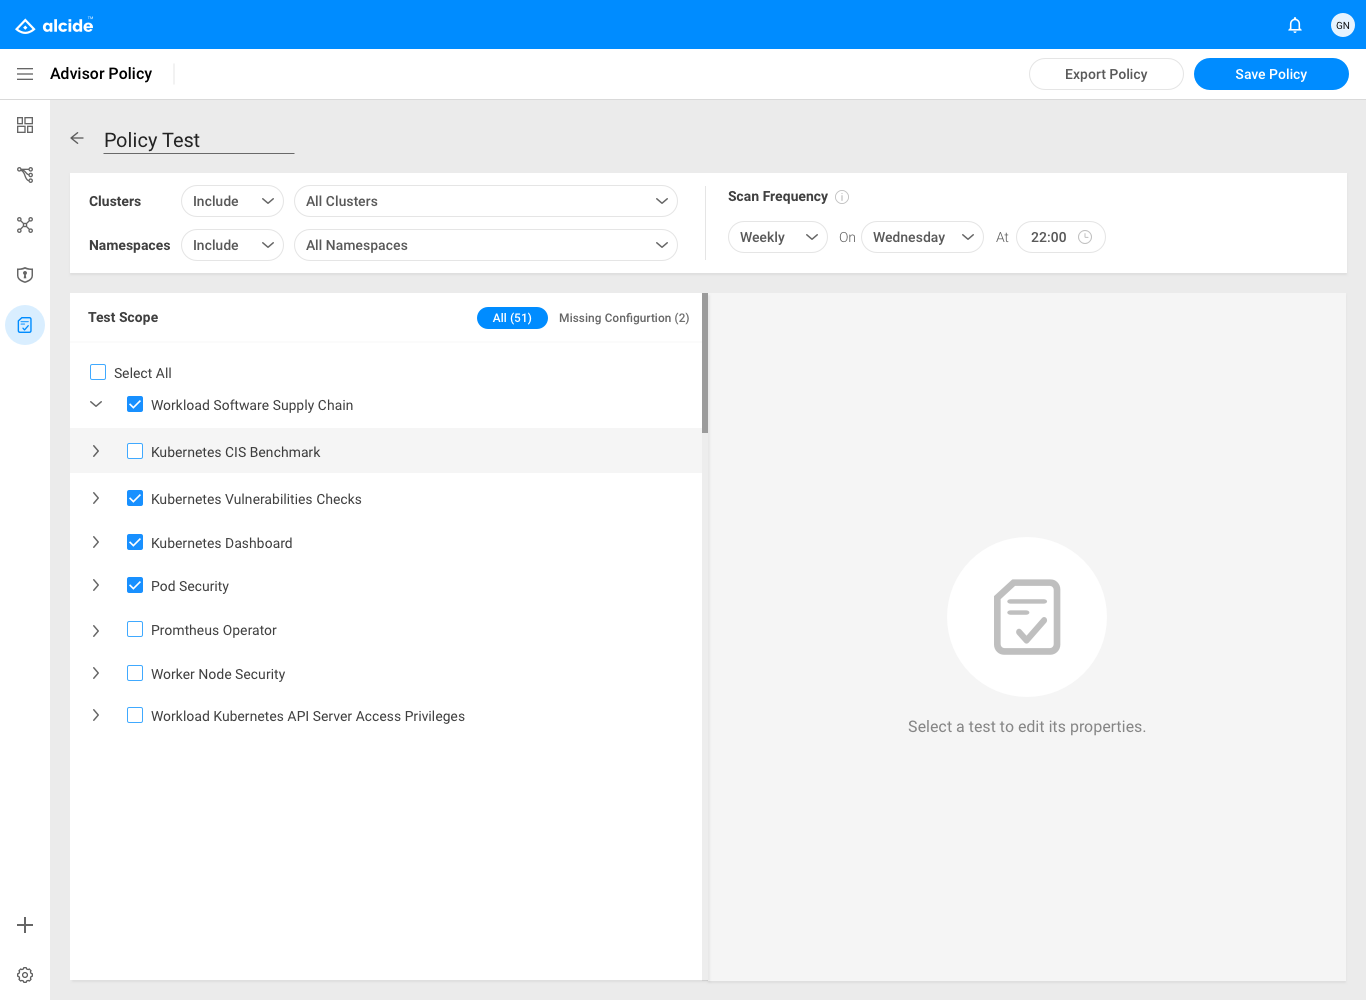 alcide™
GN
Advisor Policy
Export Policy
Save Policy
Policy Test
Clusters
Include
All Clusters
Namespaces
Include
All Namespaces
Scan Frequency
Weekly On Wednesday At 22:00
Test Scope
All (51)
Missing Configurtion (2)
Select All
Workload Software Supply Chain
Kubernetes CIS Benchmark
Kubernetes Vulnerabilities Checks
Kubernetes Dashboard
Pod Security
Promtheus Operator
Worker Node Security
Workload Kubernetes API Server Access Privileges
Select a test to edit its properties.